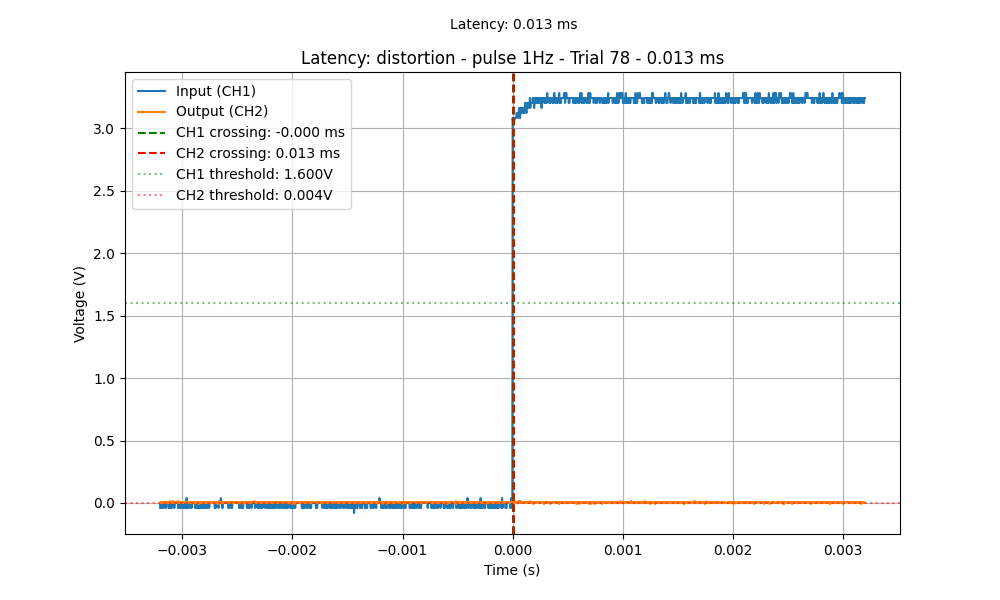 Latency: 0.013 ms
Latency: distortion - pulse 1Hz - Trial 78 - 0.013 ms
Input (CH1)
Output (CH2)
CH1 crossing: -0.000 ms
CH2 crossing: 0.013 ms
CH1 threshold: 1.600V
CH2 threshold: 0.004V
3.0
2.5
2.0
1.5
1.0
0.5
0.0
Voltage (V)
−0.003 −0.002 −0.001 0.000 0.001 0.002 0.003
Time (s)